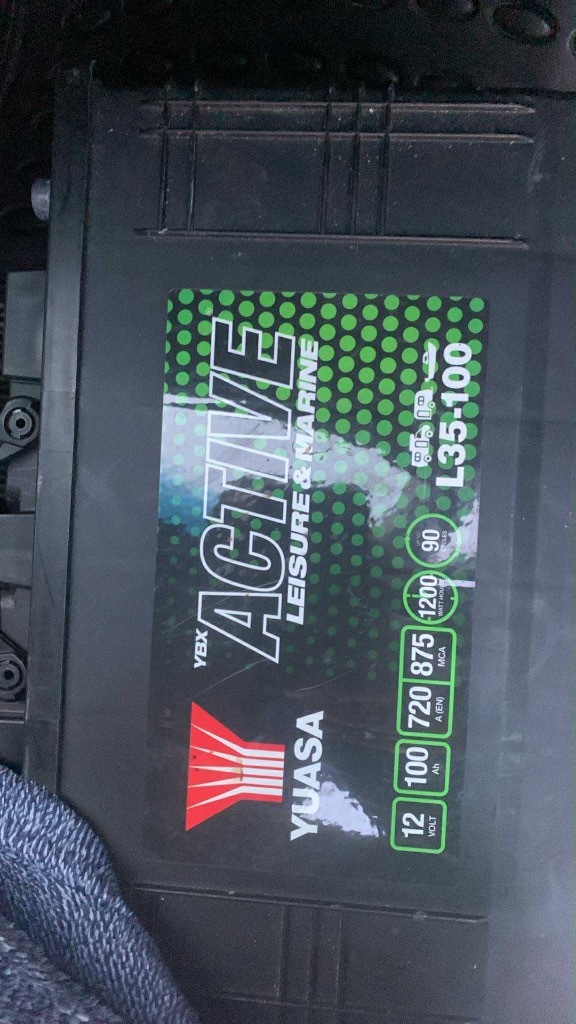 YBX
ACTIVE
LEISURE & MARINE
YUASA
L35-100
12
VOLT
100
Ah
720
A (EN)
875
MCA
1200
WATT HOURS
90
CYCLES